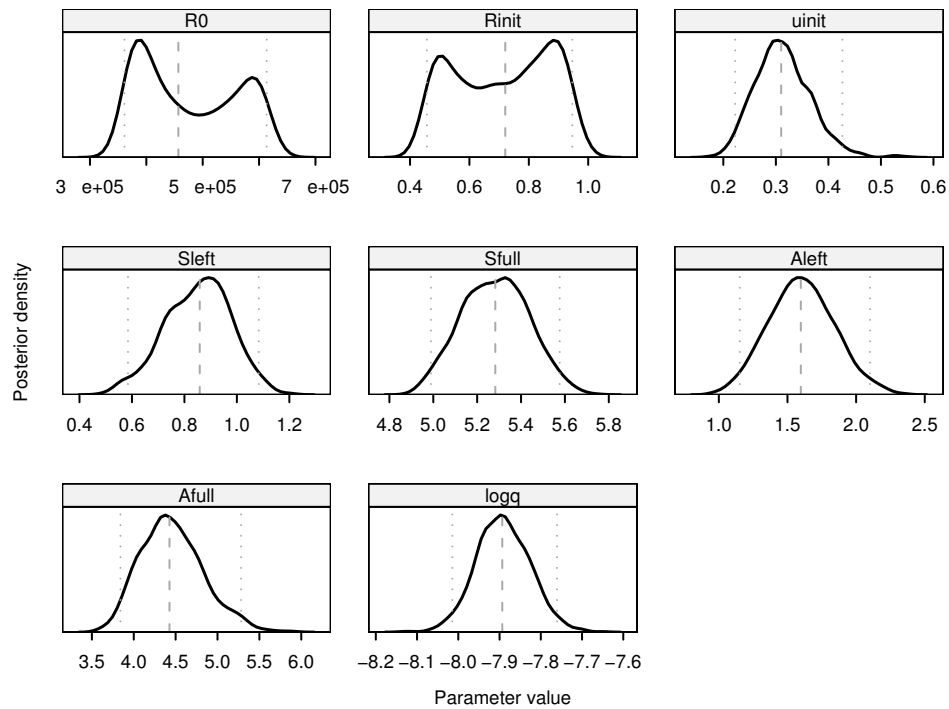 R0 Rinit uinit
3 e+05 5 e+05 7 e+05 0.4 0.6 0.8 1.0 0.2 0.3 0.4 0.5 0.6
Sleft Sfull Aleft
0.4 0.6 0.8 1.0 1.2 4.8 5.0 5.2 5.4 5.6 5.8 1.0 1.5 2.0 2.5
Posterior density
Afull logq
3.5 4.0 4.5 5.0 5.5 6.0 −8.2 −8.1 −8.0 −7.9 −7.8 −7.7 −7.6
Parameter value